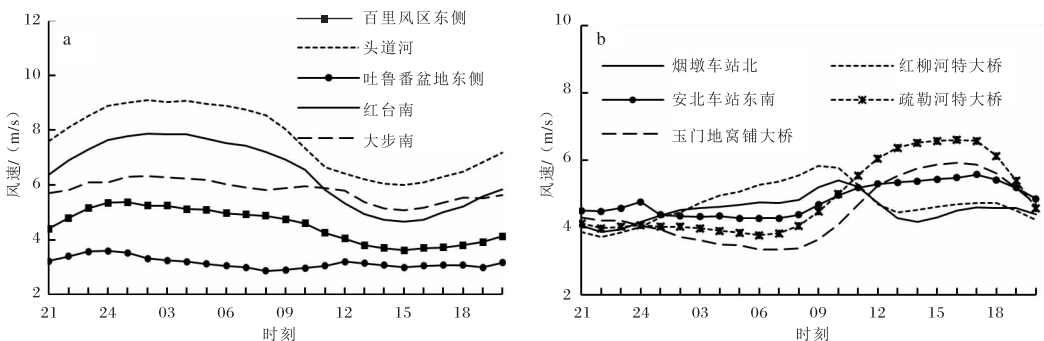 a
百里风区东侧
头道河
吐鲁番盆地东侧
红台南
大步南
风速/（m/s）
12
10
8
6
4
2
21 24 03 06 09 12 15 18
时刻
b
烟墩车站北 红柳河特大桥
安北车站东南 疏勒河特大桥
玉门地窝铺大桥
风速/（m/s）
10
8
6
4
2
21 24 03 06 09 12 15 18
时刻